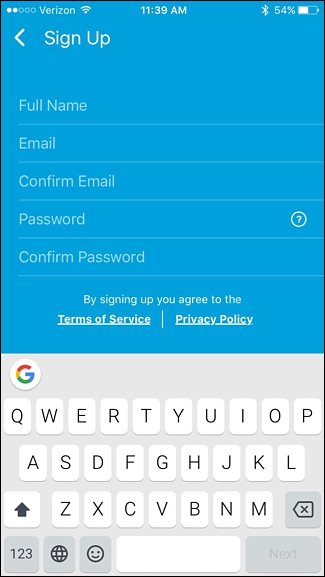 Verizon 11:39 AM 54%
Sign Up
Full Name
Email
Confirm Email
Password ?
Confirm Password
By signing up you agree to the
Terms of Service | Privacy Policy
G
Q W E R T Y U I O P
A S D F G H J K L
Z X C V B N M
123 Next